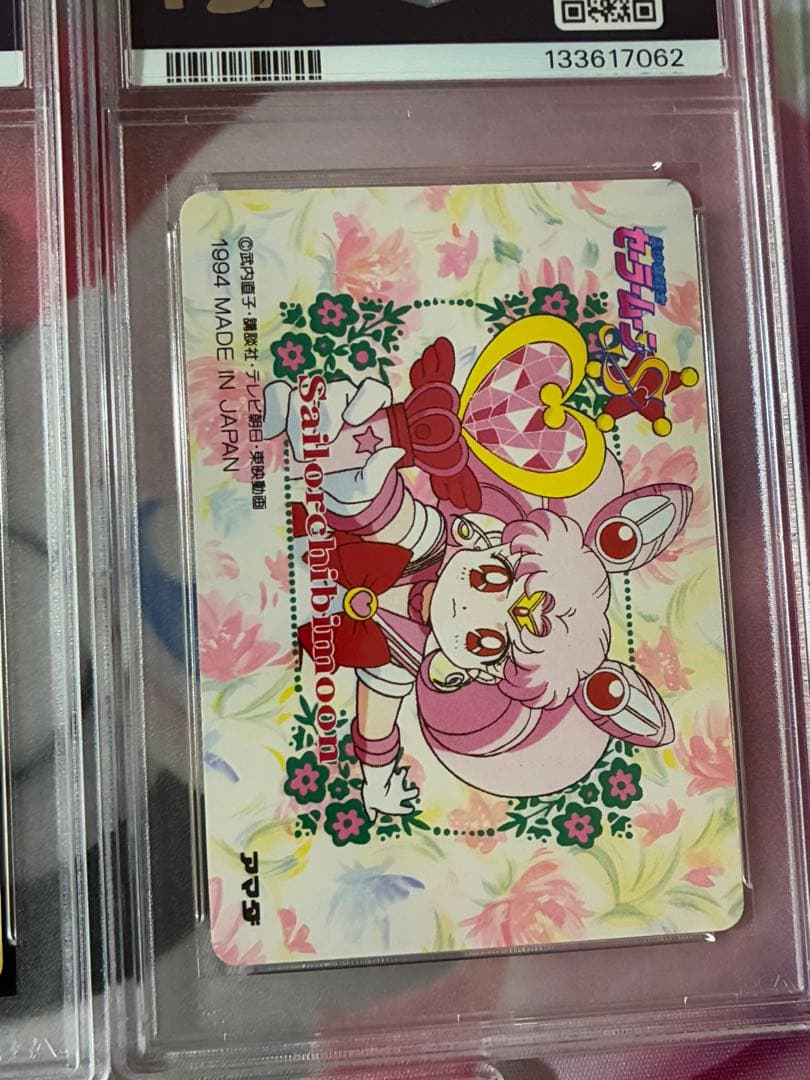 PSA
133617062
美少女戦士
セーラームーン
S
Sailorchibimoon
©武内直子・講談社・テレビ朝日・東映動画
1994 MADE IN JAPAN
アマダ